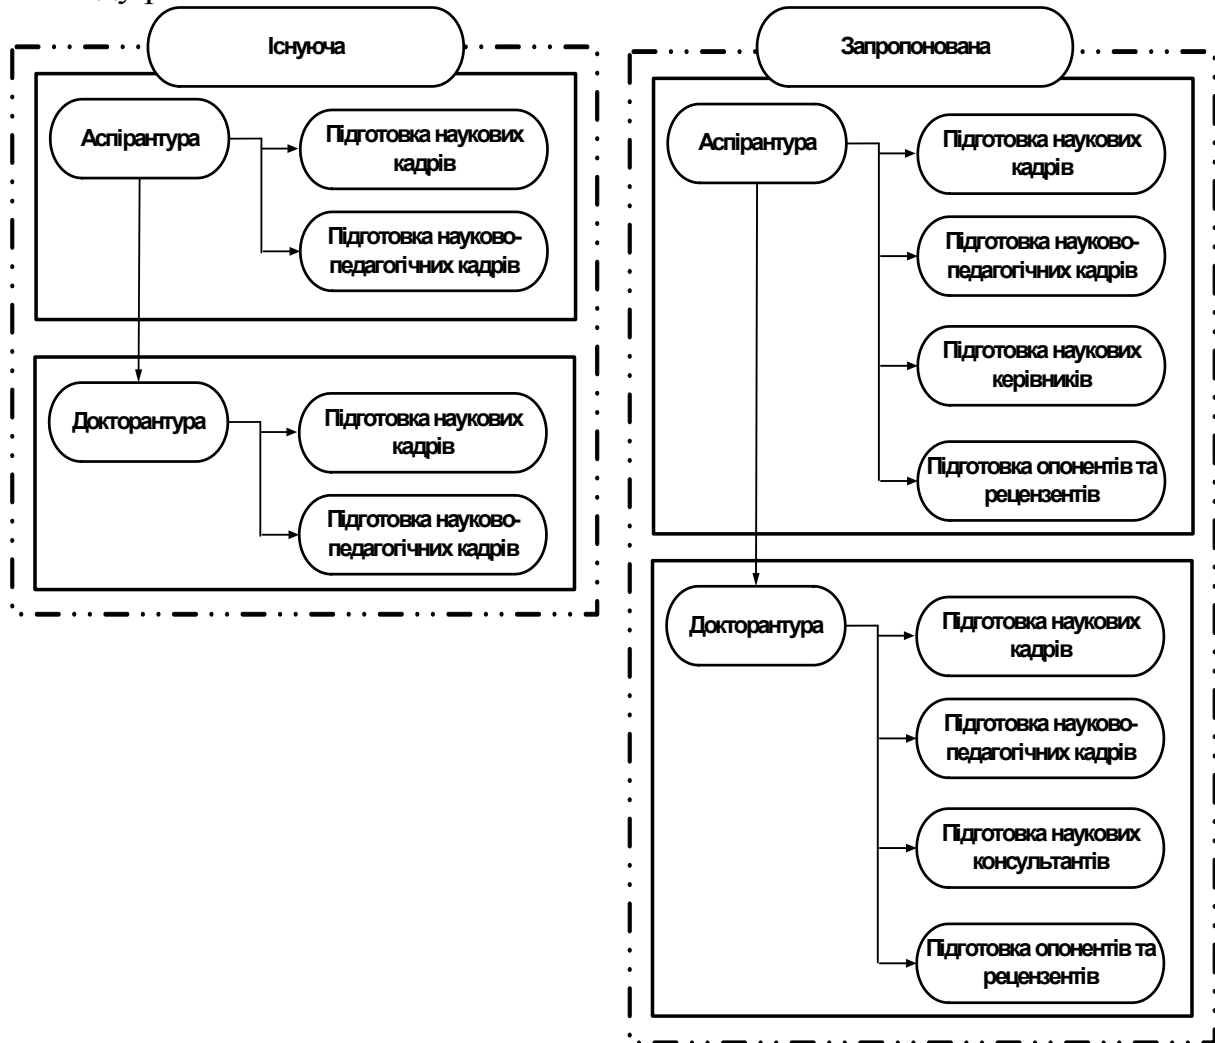 Існуюча
Аспірантура
Підготовка наукових
кадрів
Підготовка науково-
педагогічних кадрів
Докторантура
Підготовка наукових
кадрів
Підготовка науково-
педагогічних кадрів
Запропонована
Аспірантура
Підготовка наукових
кадрів
Підготовка науково-
педагогічних кадрів
Підготовка наукових
керівників
Підготовка опонентів та
рецензентів
Докторантура
Підготовка наукових
кадрів
Підготовка науково-
педагогічних кадрів
Підготовка наукових
консультантів
Підготовка опонентів та
рецензентів